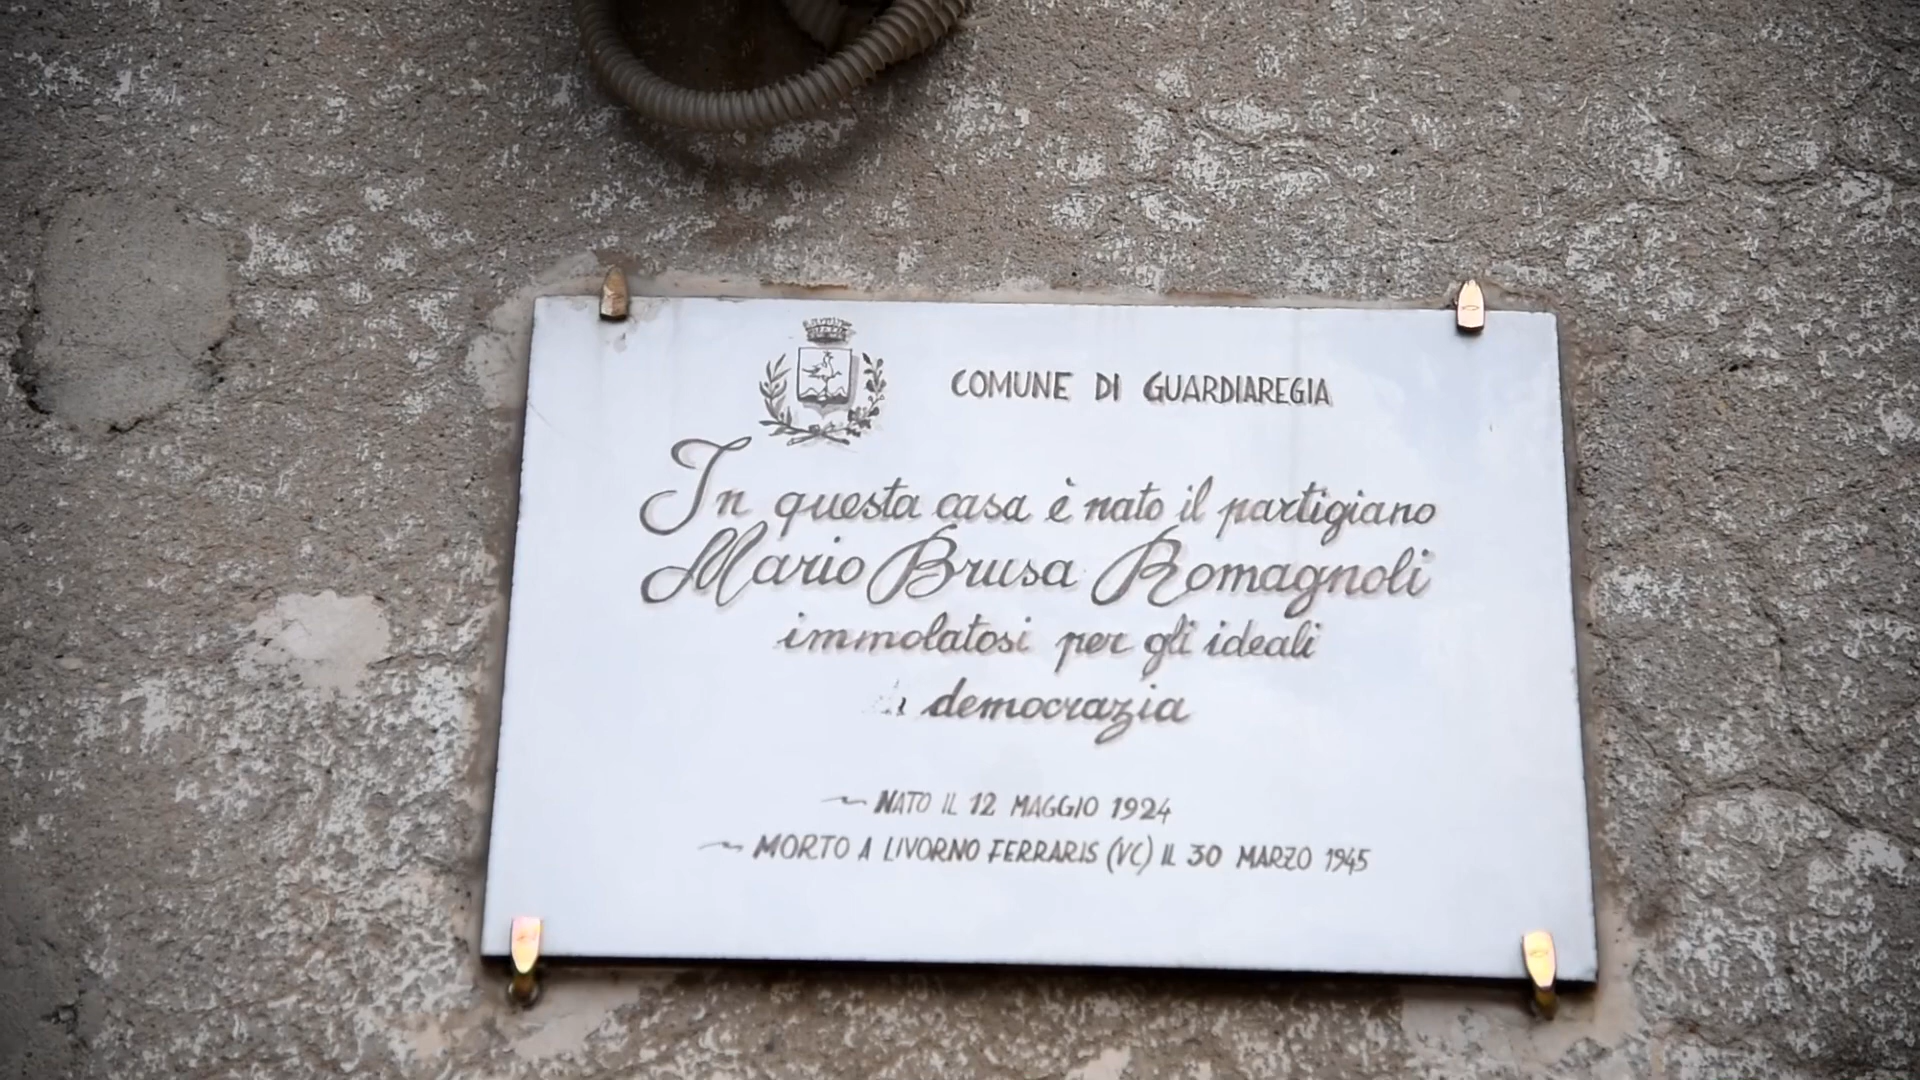 COMUNE DI GUARDIAREGIA
In questa casa è nato il partigiano
Mario Brusa Romagnoli
immolatosi per gli ideali
democrazia
NATO IL 12 MAGGIO 1924
MORTO A LIVORNO FERRARIS (VC) IL 30 MARZO 1945